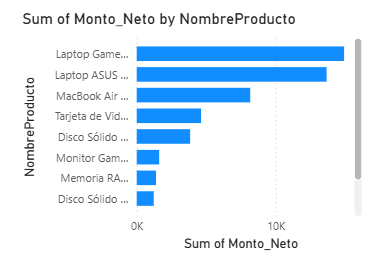 Sum of Monto_Neto by NombreProducto
NombreProducto
Laptop Game...
Laptop ASUS ...
MacBook Air ...
Tarjeta de Vid...
Disco Sólido ...
Monitor Gam...
Memoria RA...
Disco Sólido ...
0K 10K
Sum of Monto_Neto